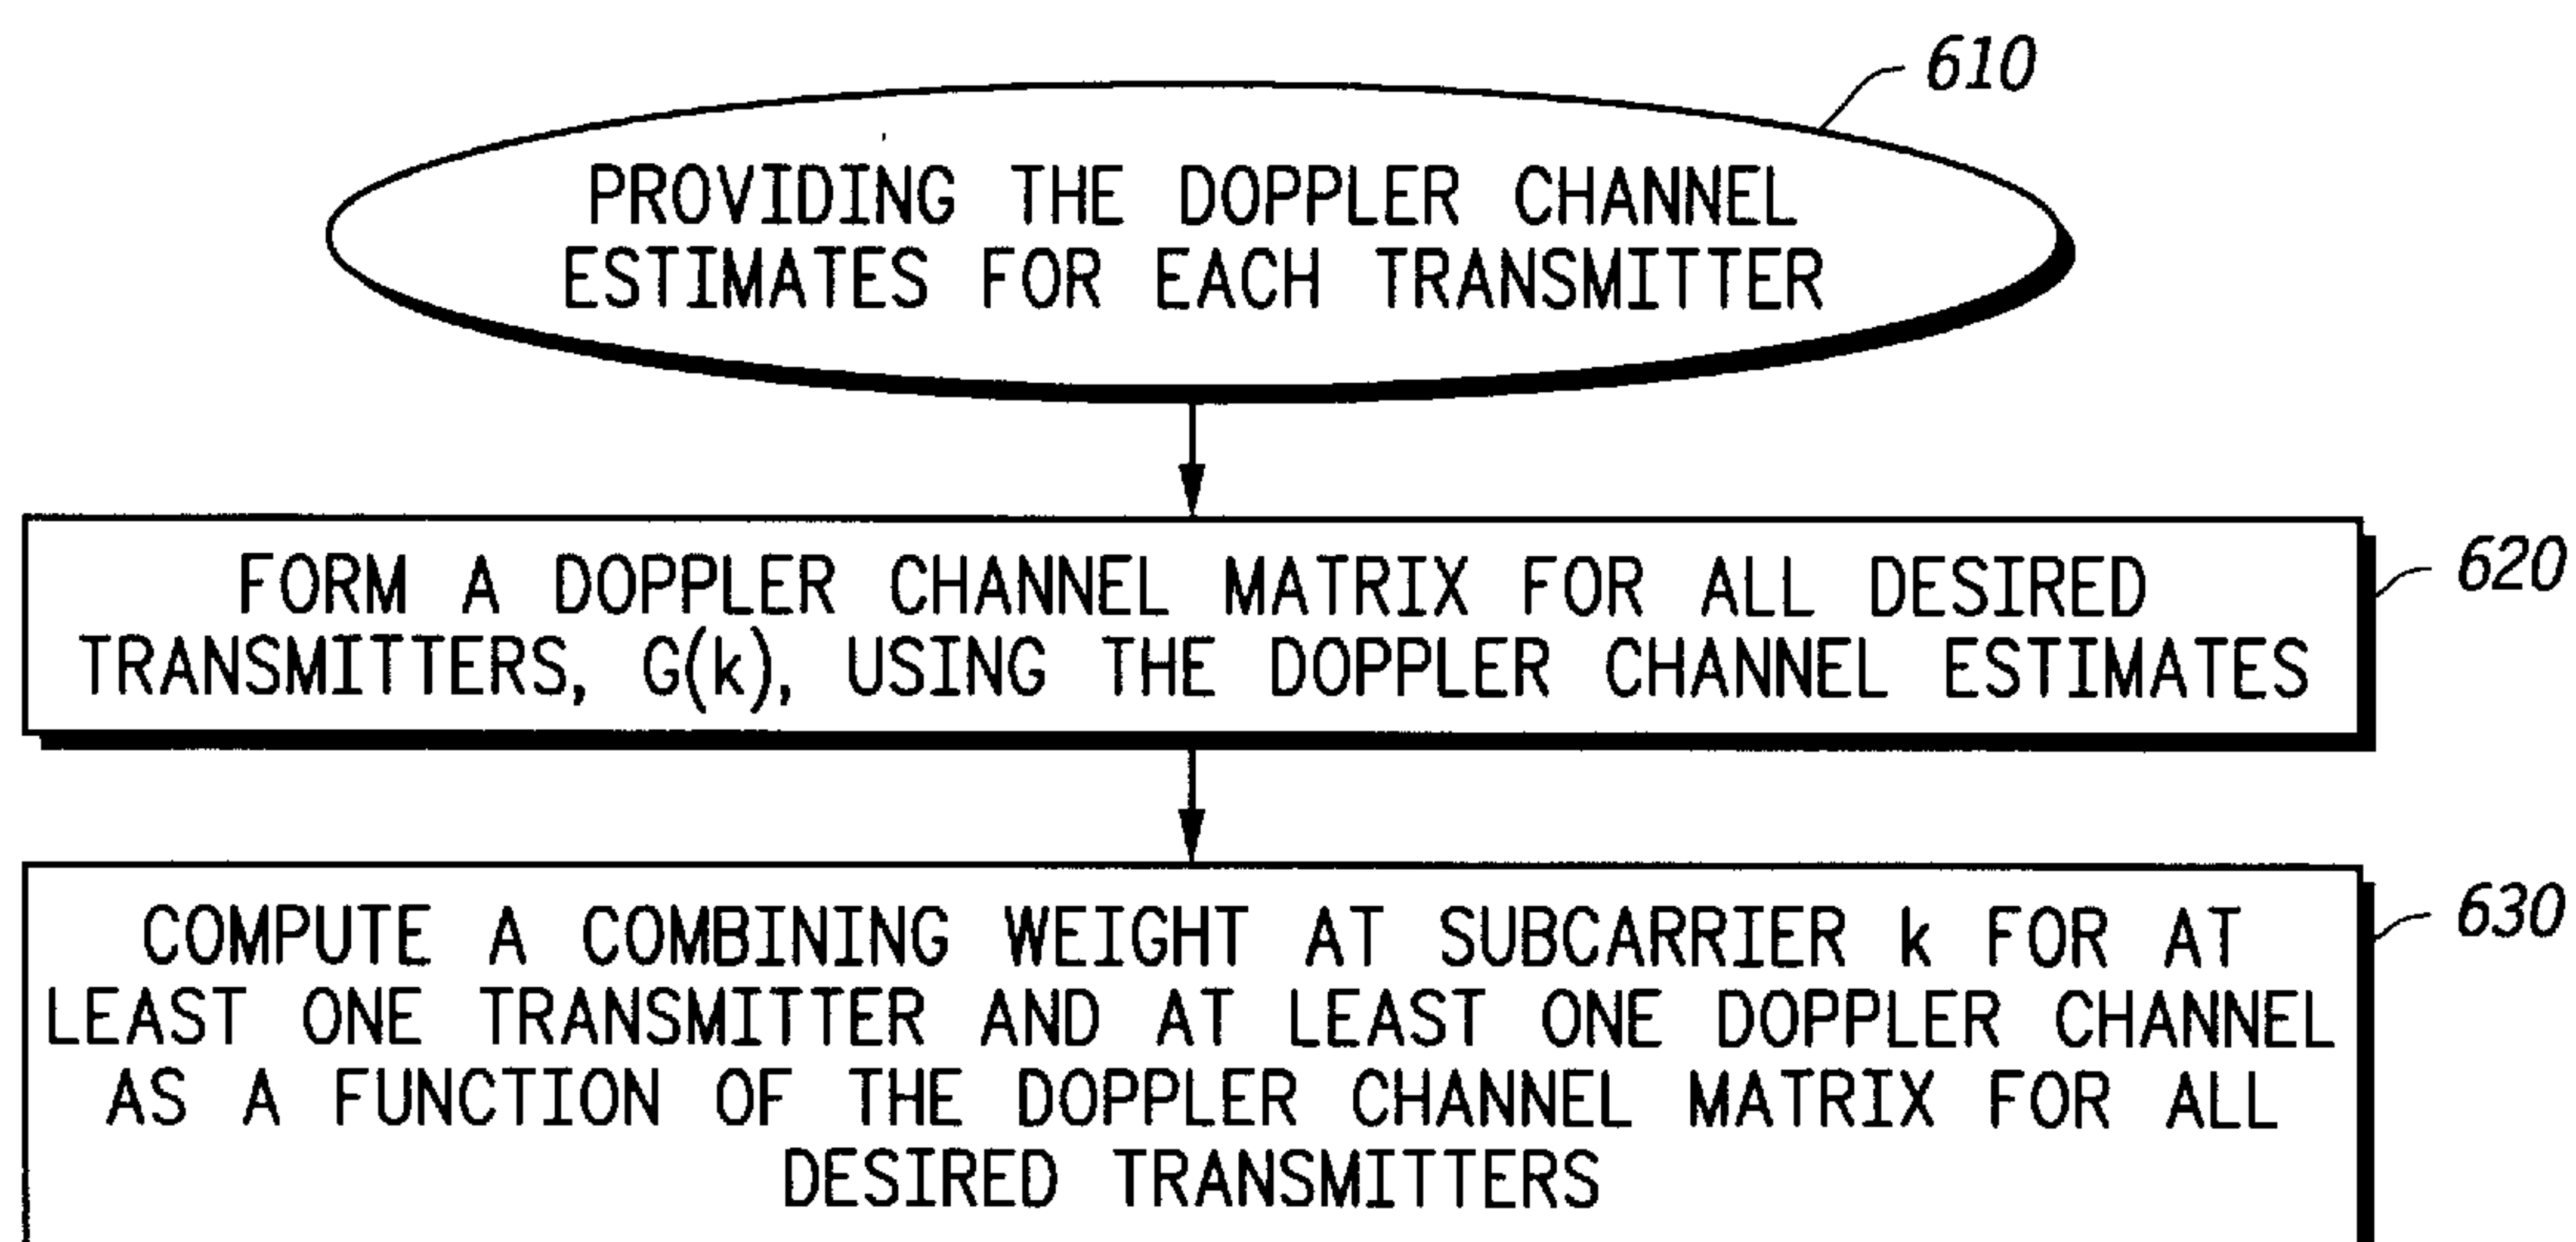 610
PROVIDING THE DOPPLER CHANNEL
ESTIMATES FOR EACH TRANSMITTER
620
FORM A DOPPLER CHANNEL MATRIX FOR ALL DESIRED
TRANSMITTERS, G(k), USING THE DOPPLER CHANNEL ESTIMATES
630
COMPUTE A COMBINING WEIGHT AT SUBCARRIER k FOR AT
LEAST ONE TRANSMITTER AND AT LEAST ONE DOPPLER CHANNEL
AS A FUNCTION OF THE DOPPLER CHANNEL MATRIX FOR ALL
DESIRED TRANSMITTERS